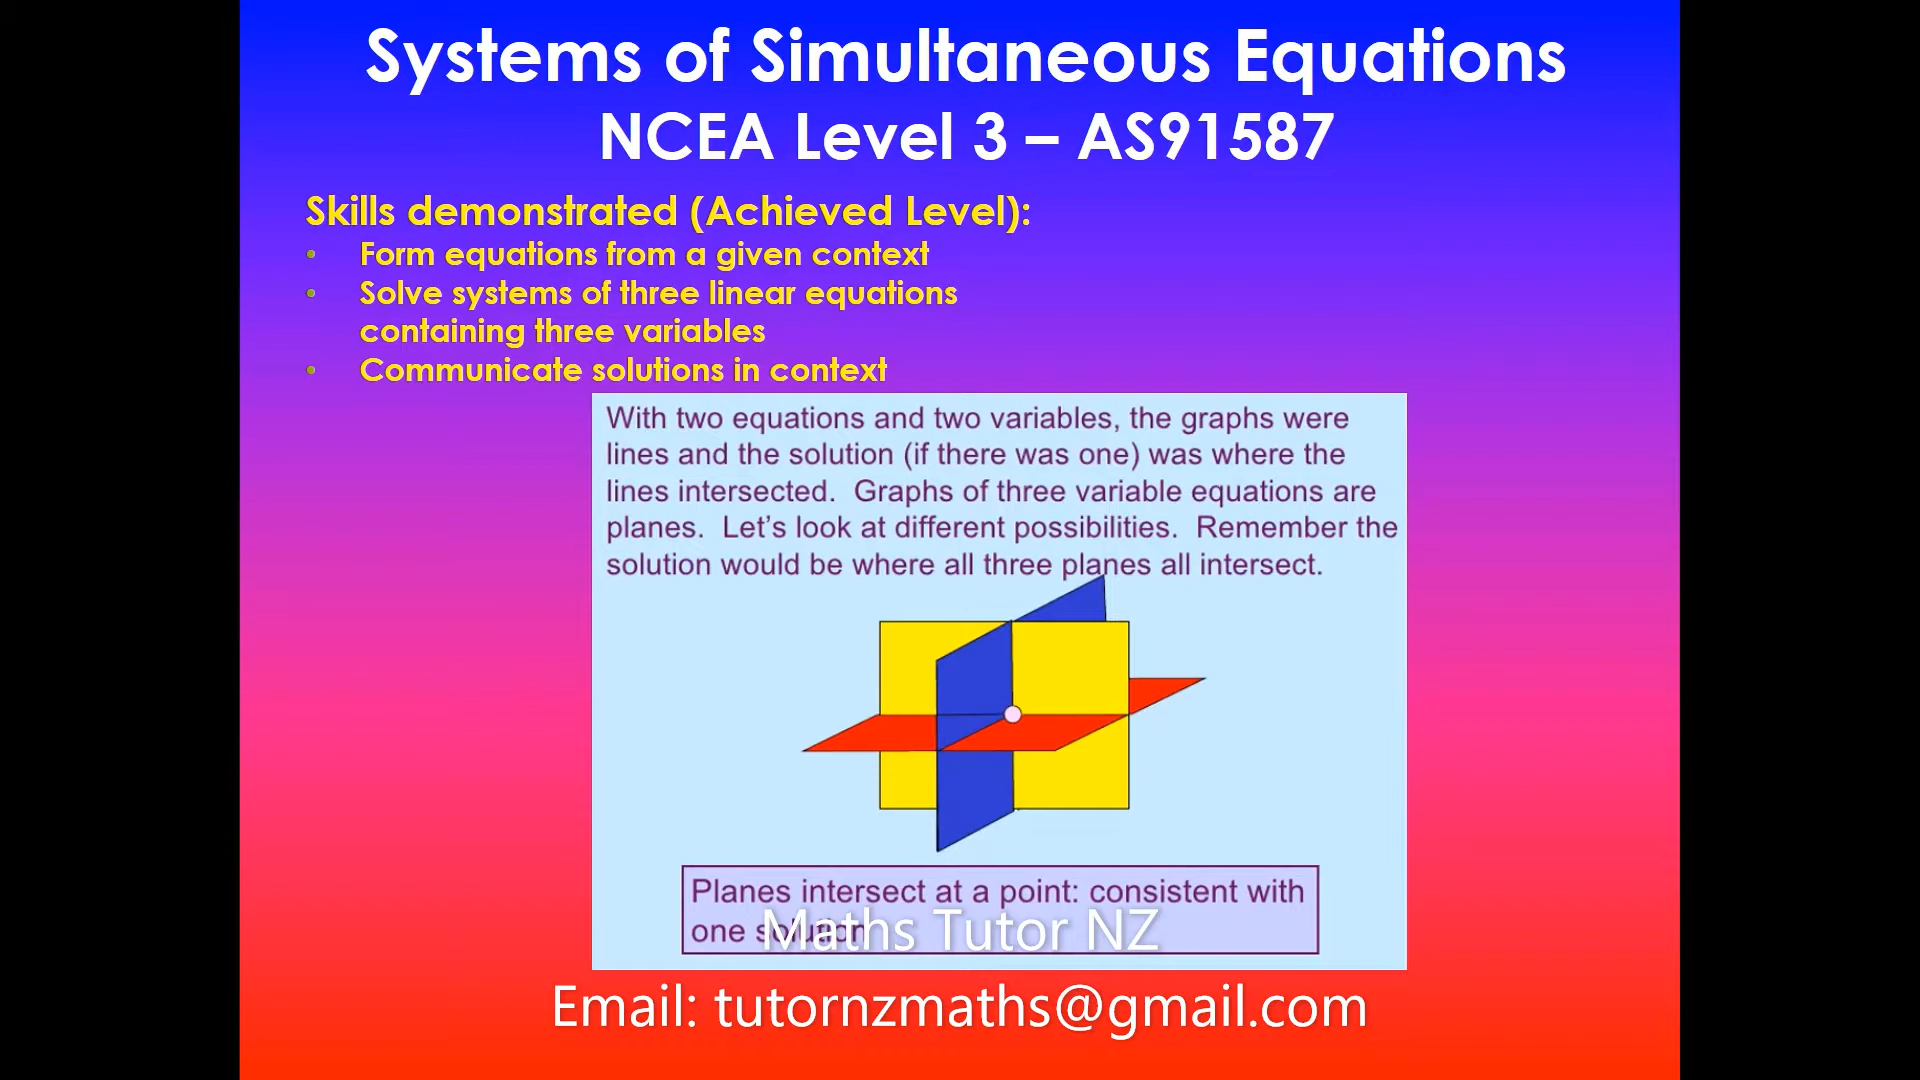 Systems of Simultaneous Equations
NCEA Level 3 – AS91587
Skills demonstrated (Achieved Level):
• Form equations from a given context
• Solve systems of three linear equations
containing three variables
• Communicate solutions in context
With two equations and two variables, the graphs were
lines and the solution (if there was one) was where the
lines intersected. Graphs of three variable equations are
planes. Let's look at different possibilities. Remember the
solution would be where all three planes all intersect.
Planes intersect at a point: consistent with
one solution
Maths Tutor NZ
Email: tutornzmaths@gmail.com